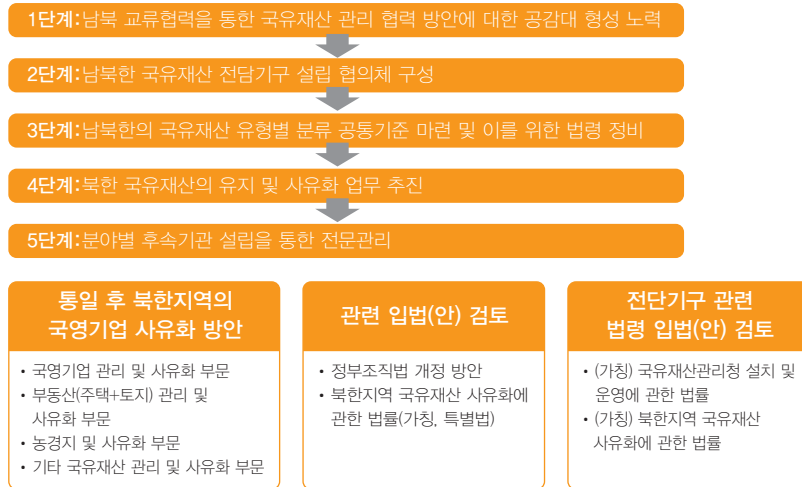 1단계:남북 교류협력을 통한 국유재산 관리 협력 방안에 대한 공감대 형성 노력
2단계:남북한 국유재산 전담기구 설립 협의체 구성
3단계:남북한의 국유재산 유형별 분류 공통기준 마련 및 이를 위한 법령 정비
4단계:북한 국유재산의 유지 및 사유화 업무 추진
5단계:분야별 후속기관 설립을 통한 전문관리
통일 후 북한지역의
국영기업 사유화 방안
• 국영기업 관리 및 사유화 부문
• 부동산(주택+토지) 관리 및
사유화 부문
• 농경지 및 사유화 부문
• 기타 국유재산 관리 및 사유화 부문
관련 입법(안) 검토
• 정부조직법 개정 방안
• 북한지역 국유재산 사유화에
관한 법률(가칭, 특별법)
전단기구 관련
법령 입법(안) 검토
• (가칭) 국유재산관리청 설치 및
운영에 관한 법률
• (가칭) 북한지역 국유재산
사유화에 관한 법률